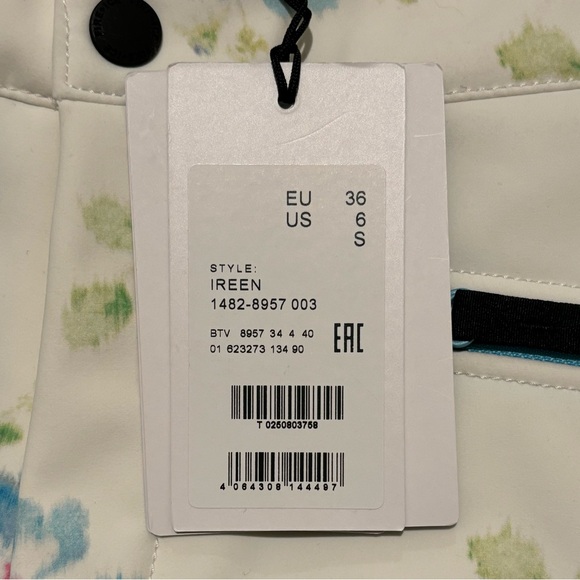 EU 36
US 6
S
STYLE:
IREEN
1482-8957 003
BTV 8957 34 4 40
01 623273 134 90
EAC
T 0250803758
4 064308 144497